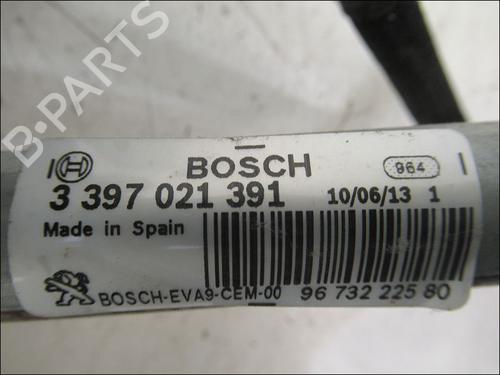 B-PARTS
BOSCH
964
3 397 021 391
10/06/13 1
Made in Spain
BOSCH-EVA9-CEM-00
96 732 225 80